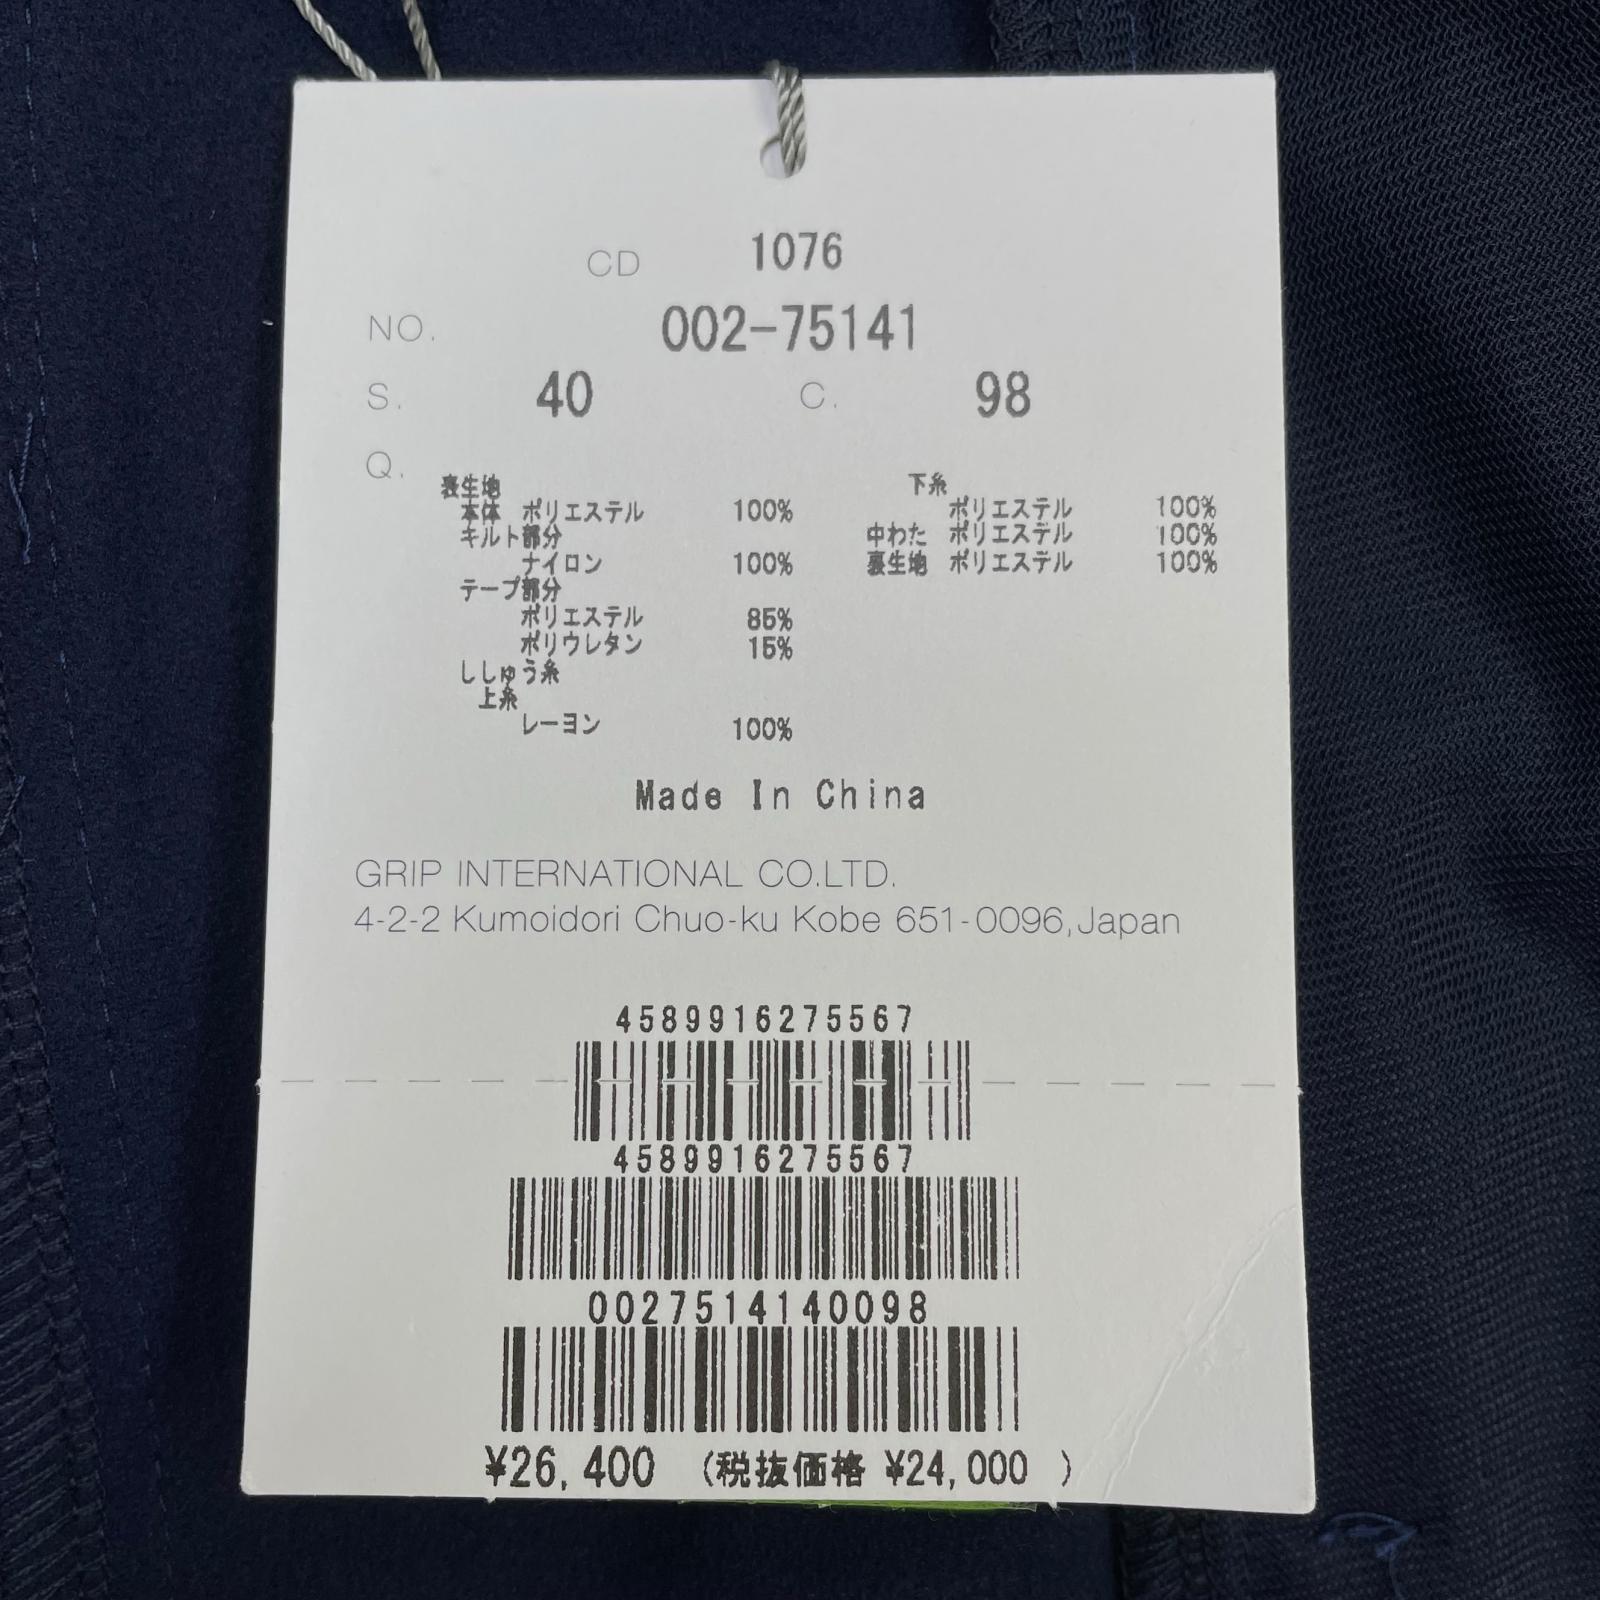 CD 1076
NO. 002-75141
S. 40 C. 98
Q.
表生地
本体 ポリエステル 100%
キルト部分
ナイロン 100%
テープ部分
ポリエステル 85%
ポリウレタン 15%
ししゅう糸
上糸
レーヨン 100%
下糸
ポリエステル 100%
中わた ポリエステル 100%
裏生地 ポリエステル 100%
Made In China
GRIP INTERNATIONAL CO.LTD.
4-2-2 Kumoidori Chuo-ku Kobe 651-0096,Japan
4589916275567
4589916275567
0027514140098
¥26,400 (税抜価格 ¥24,000 )